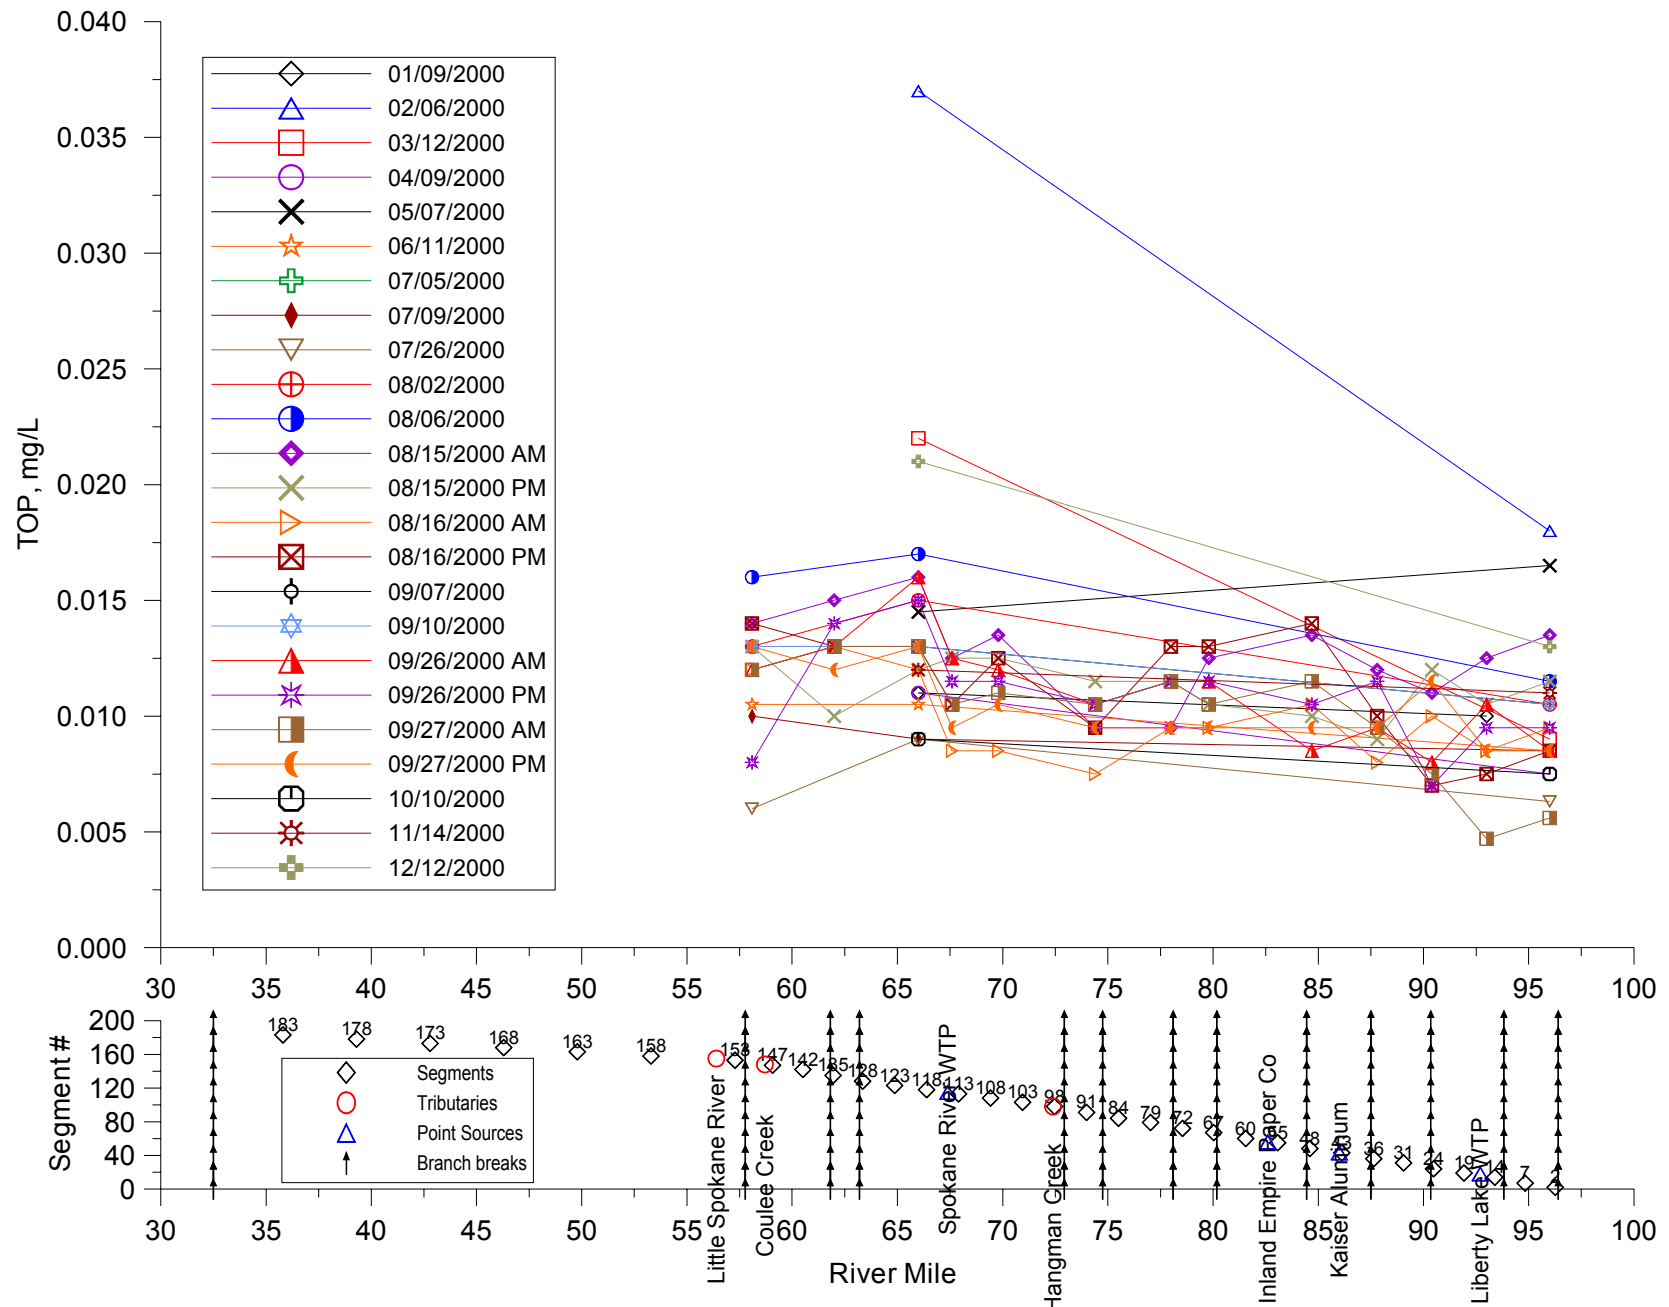 0.040
0.035
0.030
0.025
0.020
0.015
0.010
0.005
0.000
TOP, mg/L
01/09/2000
02/06/2000
03/12/2000
04/09/2000
05/07/2000
06/11/2000
07/05/2000
07/09/2000
07/26/2000
08/02/2000
08/06/2000
08/15/2000 AM
08/15/2000 PM
08/16/2000 AM
08/16/2000 PM
09/07/2000
09/10/2000
09/26/2000 AM
09/26/2000 PM
09/27/2000 AM
09/27/2000 PM
10/10/2000
11/14/2000
12/12/2000
30 35 40 45 50 55 60 65 70 75 80 85 90 95 100
200
160
120
80
40
0
Segment #
183 178 173 168 163 158 153 147 142 135 128 123 118 113 108 103 98 91 84 79 72 67 60 55 48 43 36 31 24 19 14 7 2
Segments
Tributaries
Point Sources
Branch breaks
Little Spokane River
Coulee Creek
Spokane River WTP
Hangman Creek
Inland Empire Paper Co
Kaiser Aluminum
Liberty Lake WTP
30 35 40 45 50 55 60 65 70 75 80 85 90 95 100
River Mile